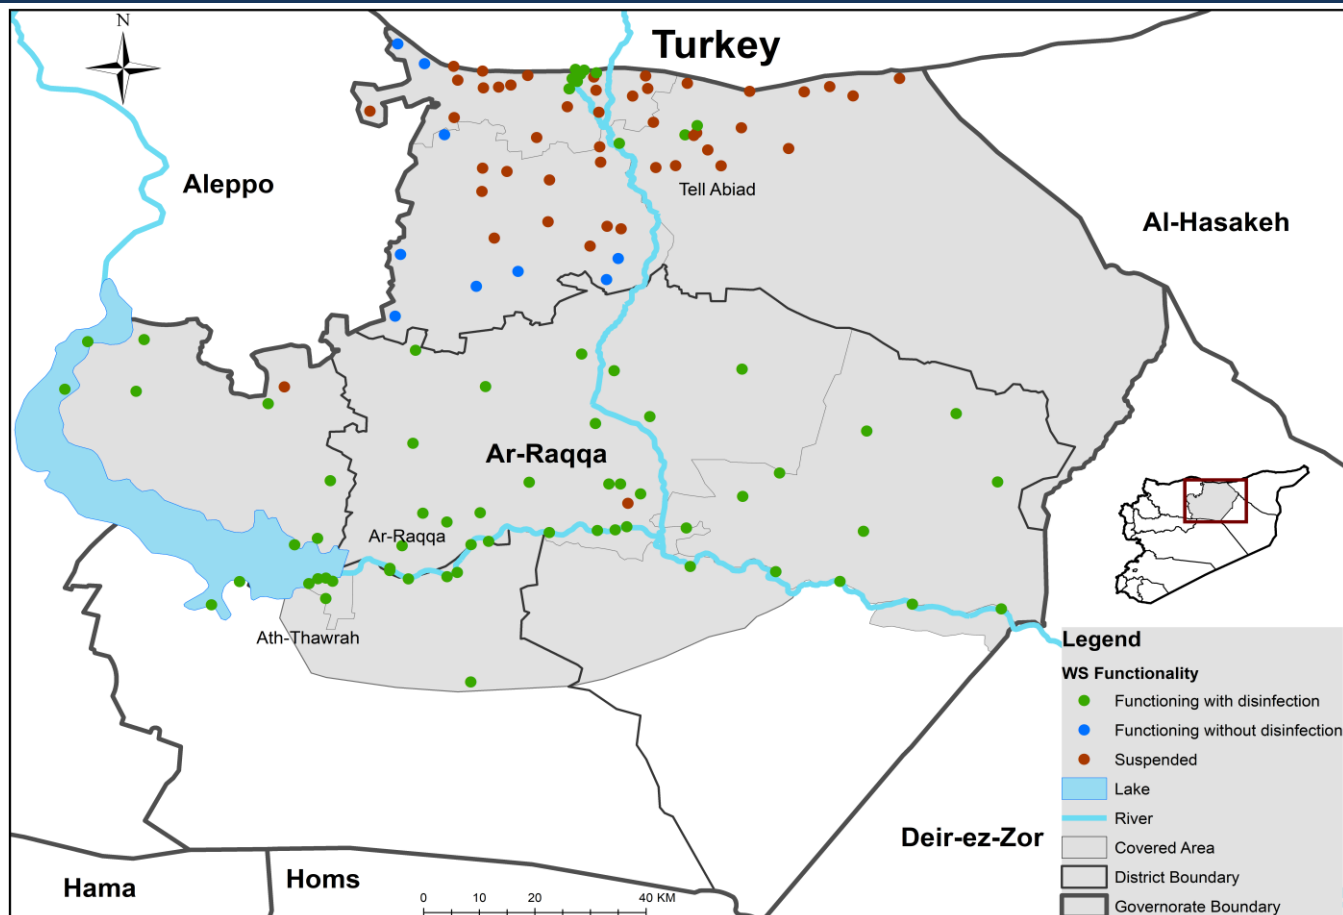 N
Turkey
Aleppo
Tell Abiad
Al-Hasakeh
Ar-Raqqa
Ar-Raqqa
Ath-Thawrah
Deir-ez-Zor
Hama
Homs
0 10 20 40 KM
Legend
WS Functionality
Functioning with disinfection
Functioning without disinfection
Suspended
Lake
River
Covered Area
District Boundary
Governorate Boundary